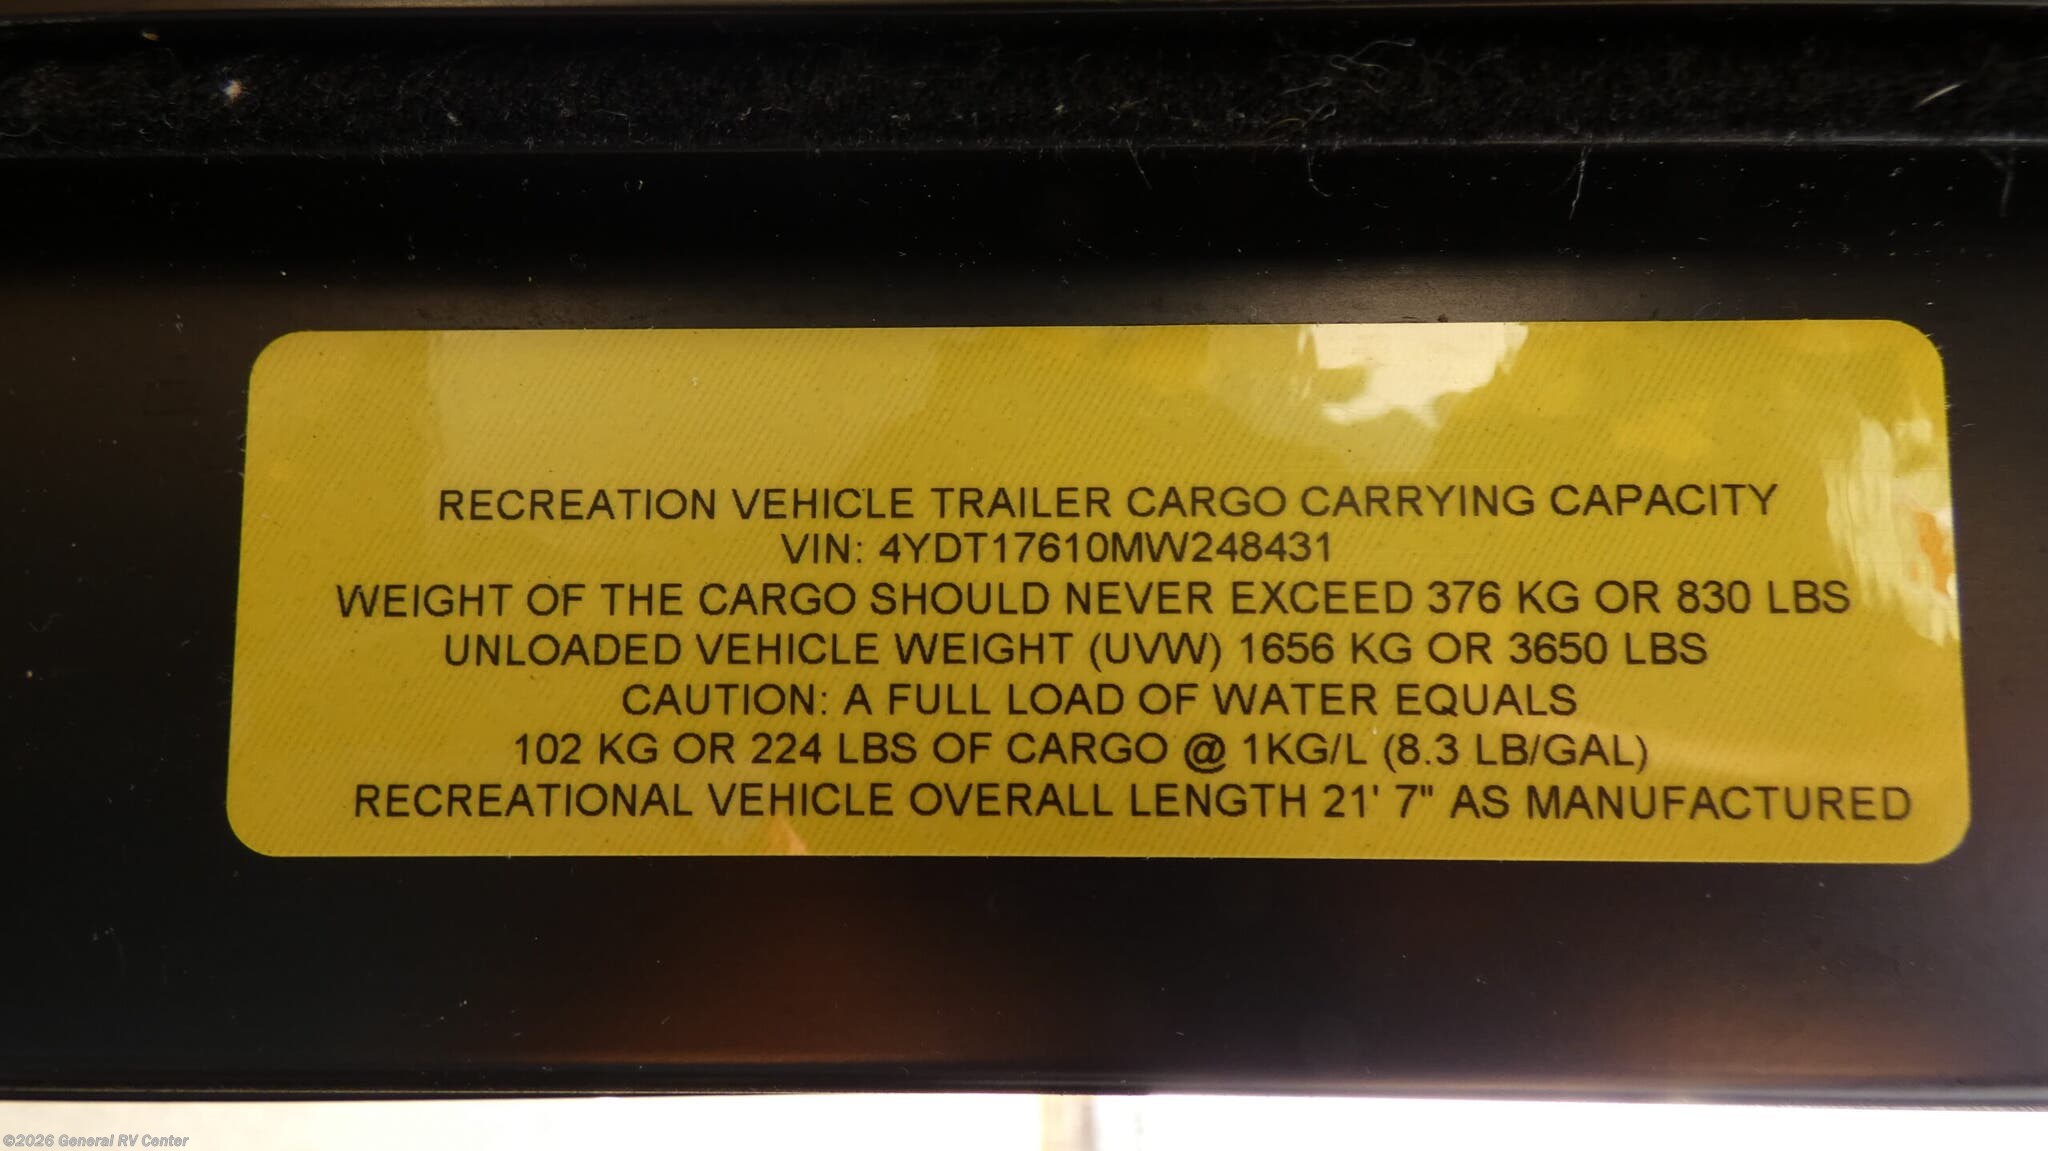 RECREATION VEHICLE TRAILER CARGO CARRYING CAPACITY
VIN: 4YDT17610MW248431
WEIGHT OF THE CARGO SHOULD NEVER EXCEED 376 KG OR 830 LBS
UNLOADED VEHICLE WEIGHT (UVW) 1656 KG OR 3650 LBS
CAUTION: A FULL LOAD OF WATER EQUALS
102 KG OR 224 LBS OF CARGO @ 1KG/L (8.3 LB/GAL)
RECREATIONAL VEHICLE OVERALL LENGTH 21' 7" AS MANUFACTURED
©2026 General RV Center